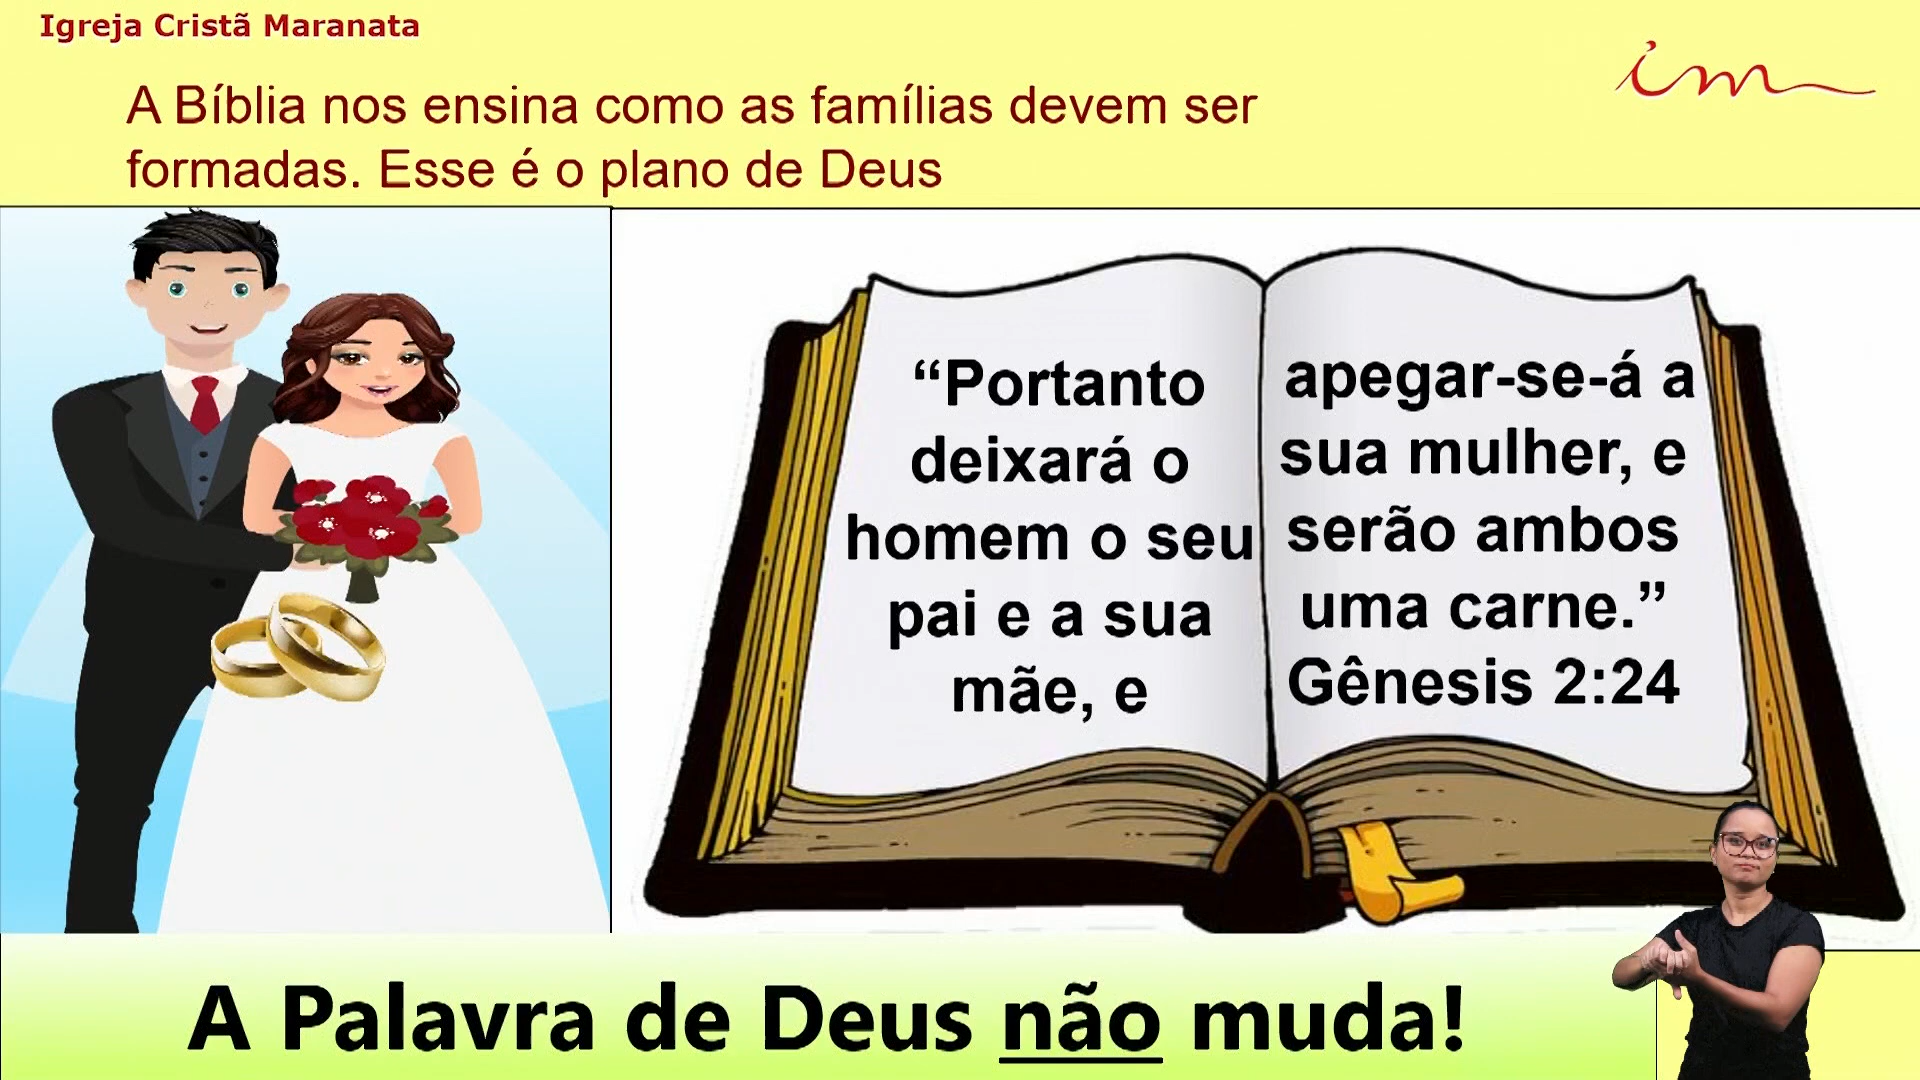 Igreja Cristã Maranata
im
A Bíblia nos ensina como as famílias devem ser
formadas. Esse é o plano de Deus
“Portanto
deixará o
homem o seu
pai e a sua
mãe, e
apegar-se-á a
sua mulher, e
serão ambos
uma carne.”
Gênesis 2:24
A Palavra de Deus não muda!